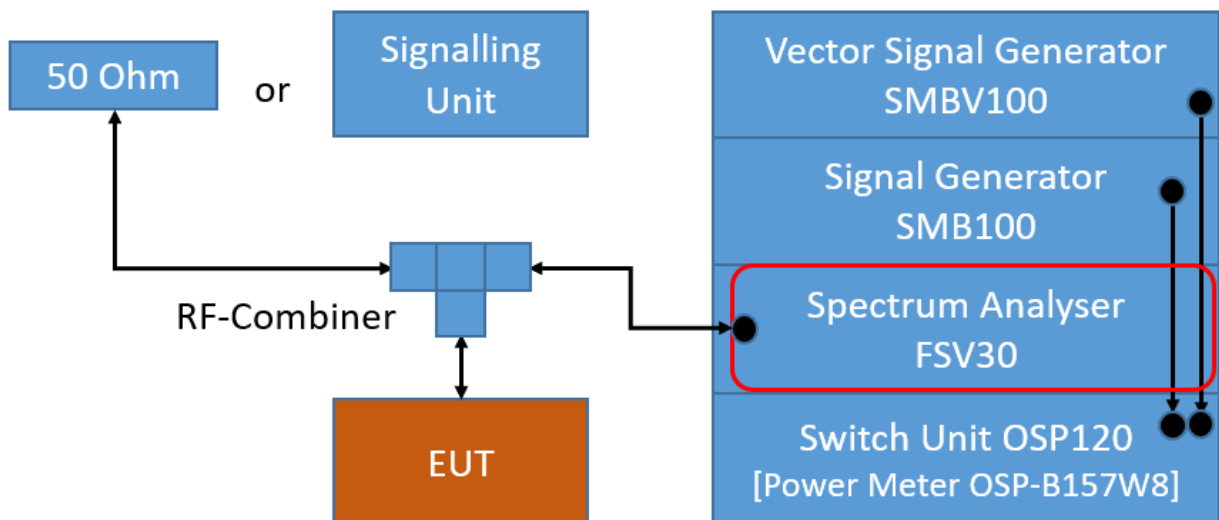 50 Ohm
or
Signalling
Unit
Vector Signal Generator
SMBV100
Signal Generator
SMB100
RF-Combiner
Spectrum Analyser
FSV30
EUT
Switch Unit OSP120
[Power Meter OSP-B157W8]